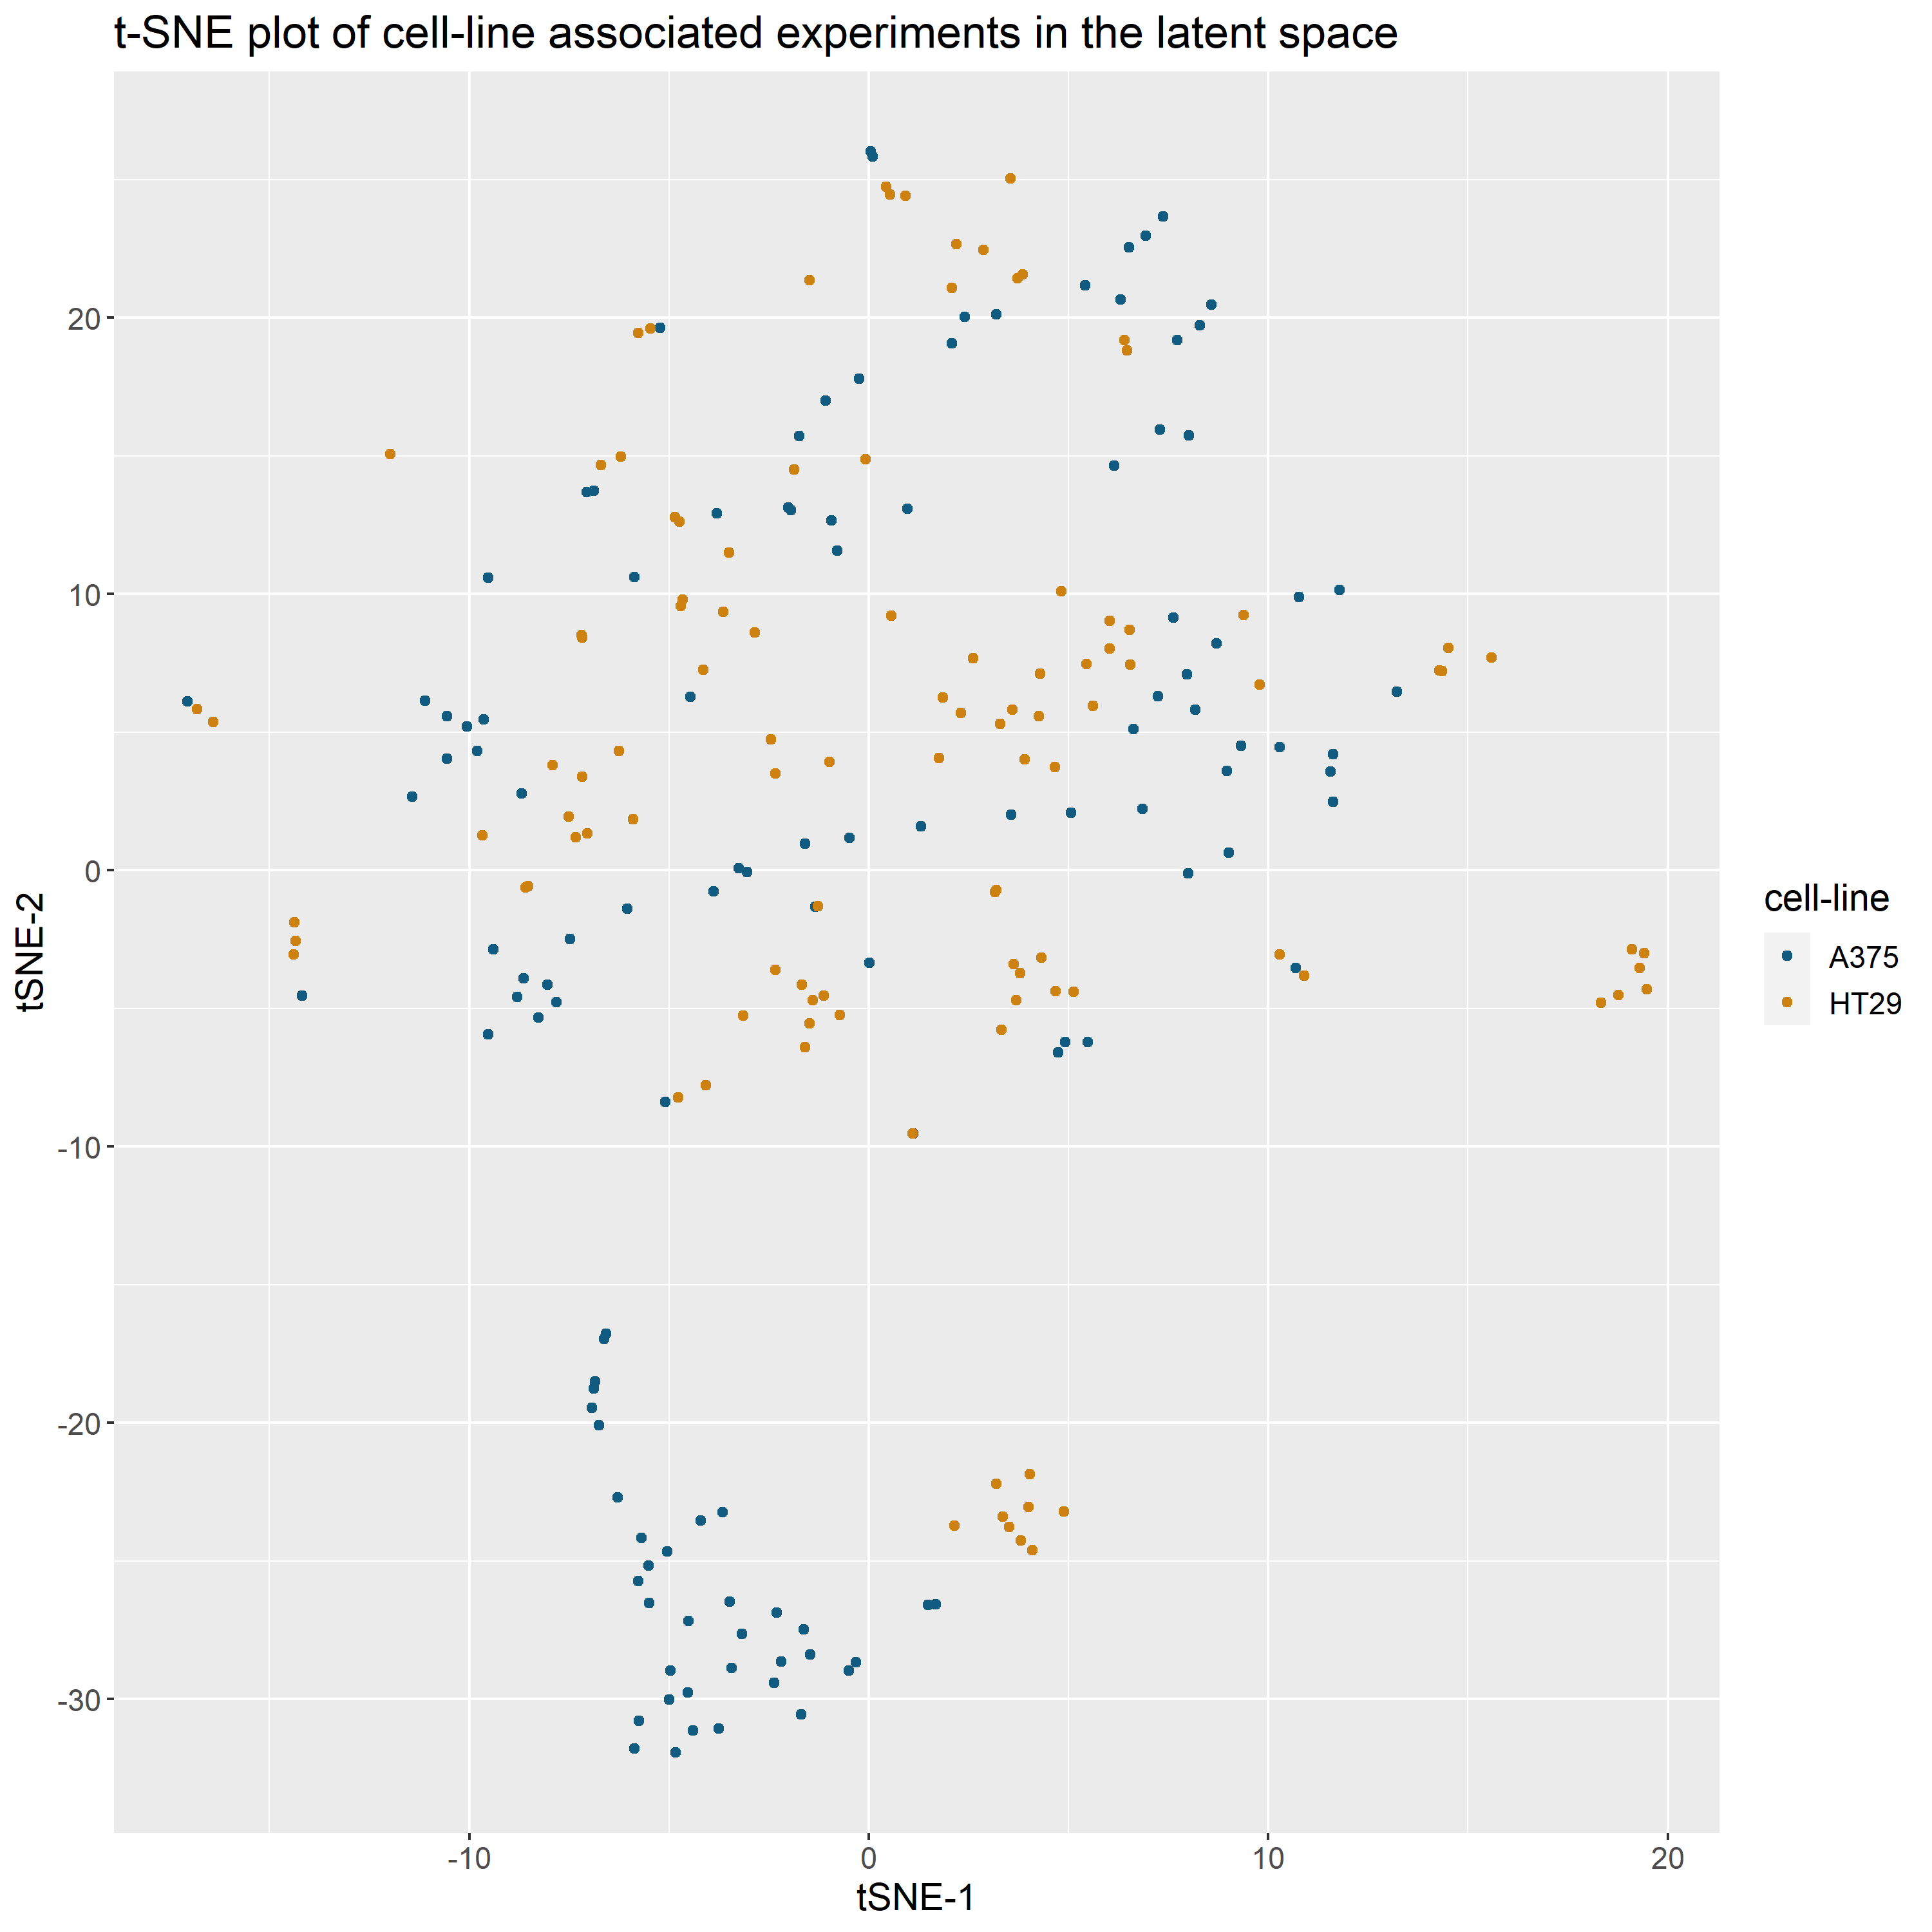 t-SNE plot of cell-line associated experiments in the latent space
20
10
0
-10
-20
-30
tSNE-2
-10
0
10
20
tSNE-1
cell-line
A375
HT29